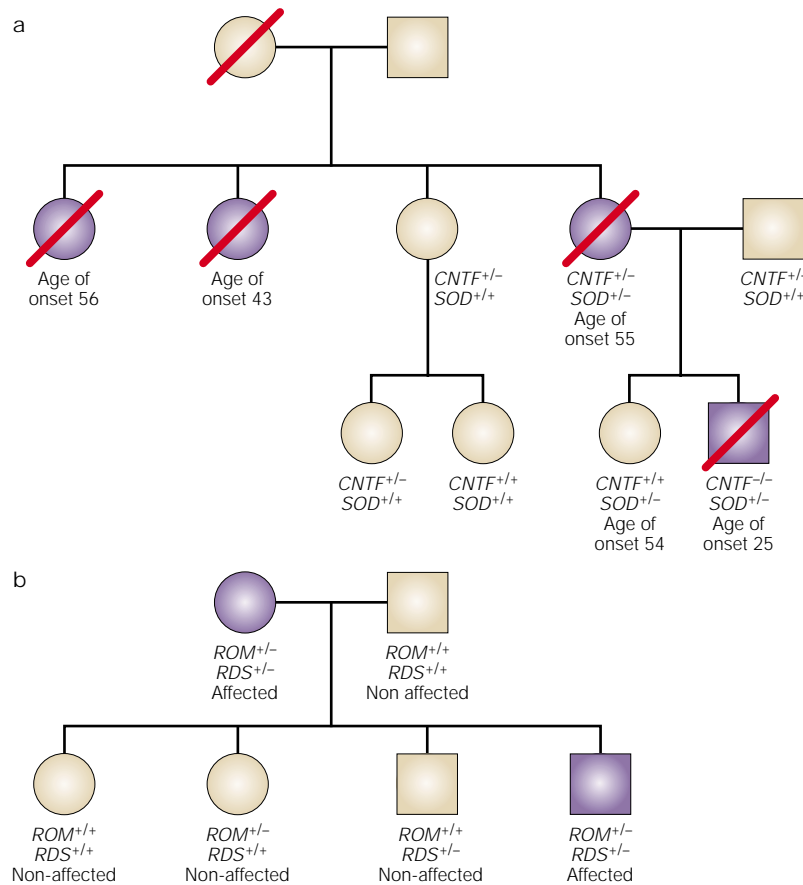 a
Age of
onset 56
Age of
onset 43
CNTF+/-
SOD+/+
CNTF+/-
SOD+/-
Age of
onset 55
CNTF+/-
SOD+/+
CNTF+/-
SOD+/+
CNTF+/+
SOD+/+
CNTF+/+
SOD+/-
Age of
onset 54
CNTF-/-
SOD+/-
Age of
onset 25
b
ROM+/-
RDS+/-
Affected
ROM+/+
RDS+/+
Non affected
ROM+/+
RDS+/+
Non-affected
ROM+/-
RDS+/+
Non-affected
ROM+/+
RDS+/-
Non-affected
ROM+/-
RDS+/-
Affected